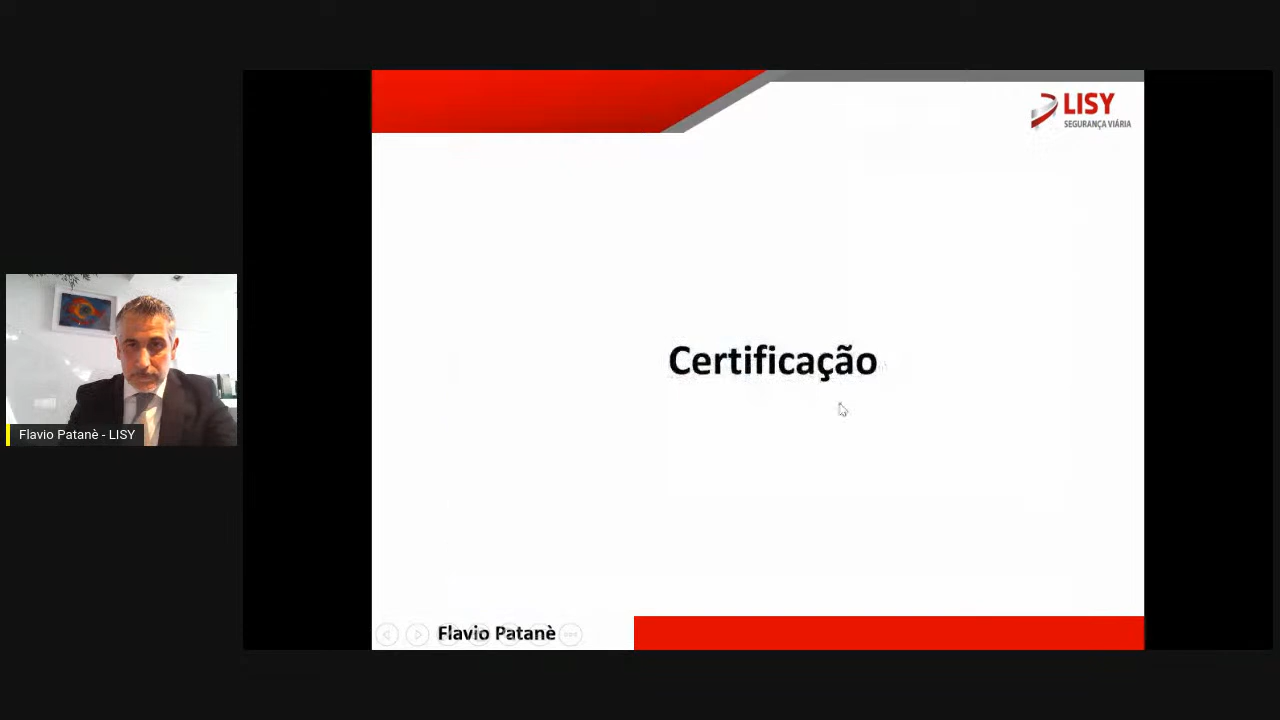 LISY
SEGURANÇA VIÁRIA
Certificação
Flavio Patanè - LISY
Flavio Patanè